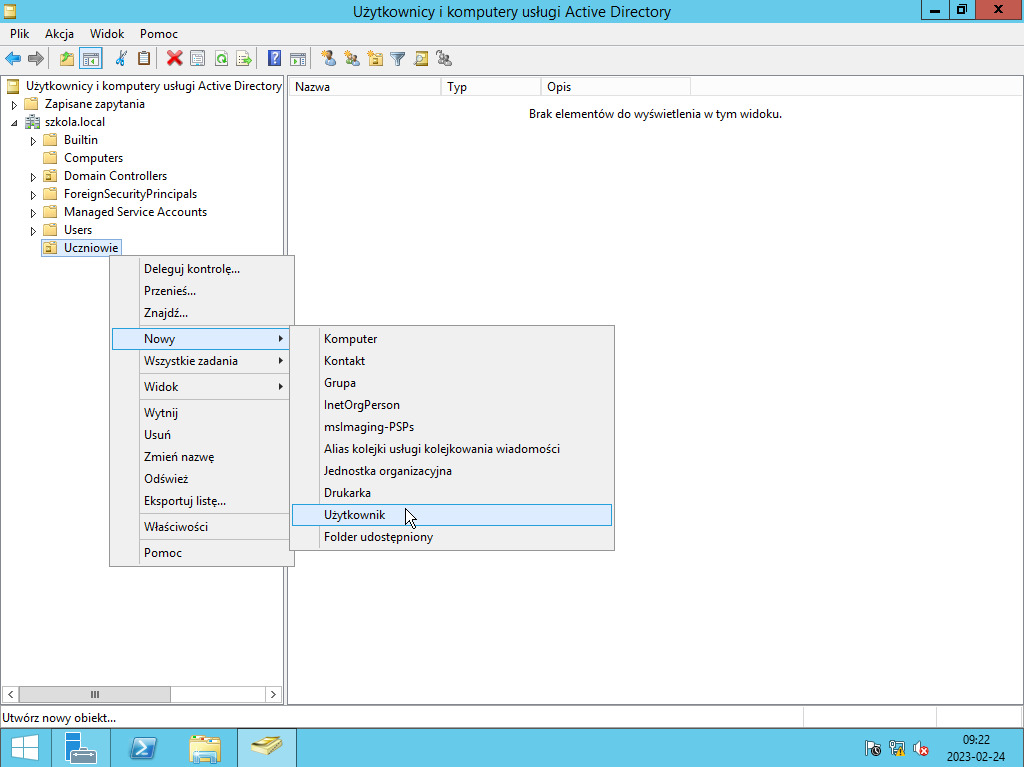 Użytkownicy i komputery usługi Active Directory
Plik Akcja Widok Pomoc
Użytkownicy i komputery usługi Active Directory
Zapisane zapytania
szkola.local
Builtin
Computers
Domain Controllers
ForeignSecurityPrincipals
Managed Service Accounts
Users
Uczniowie
Nazwa Typ Opis
Brak elementów do wyświetlenia w tym widoku.
Deleguj kontrolę...
Przenieś...
Znajdź...
Nowy
Wszystkie zadania
Widok
Wytnij
Usuń
Zmień nazwę
Odśwież
Eksportuj listę...
Właściwości
Pomoc
Komputer
Kontakt
Grupa
InetOrgPerson
msImaging-PSPs
Alias kolejki usługi kolejkowania wiadomości
Jednostka organizacyjna
Drukarka
Użytkownik
Folder udostępniony
Utwórz nowy obiekt...
09:22
2023-02-24